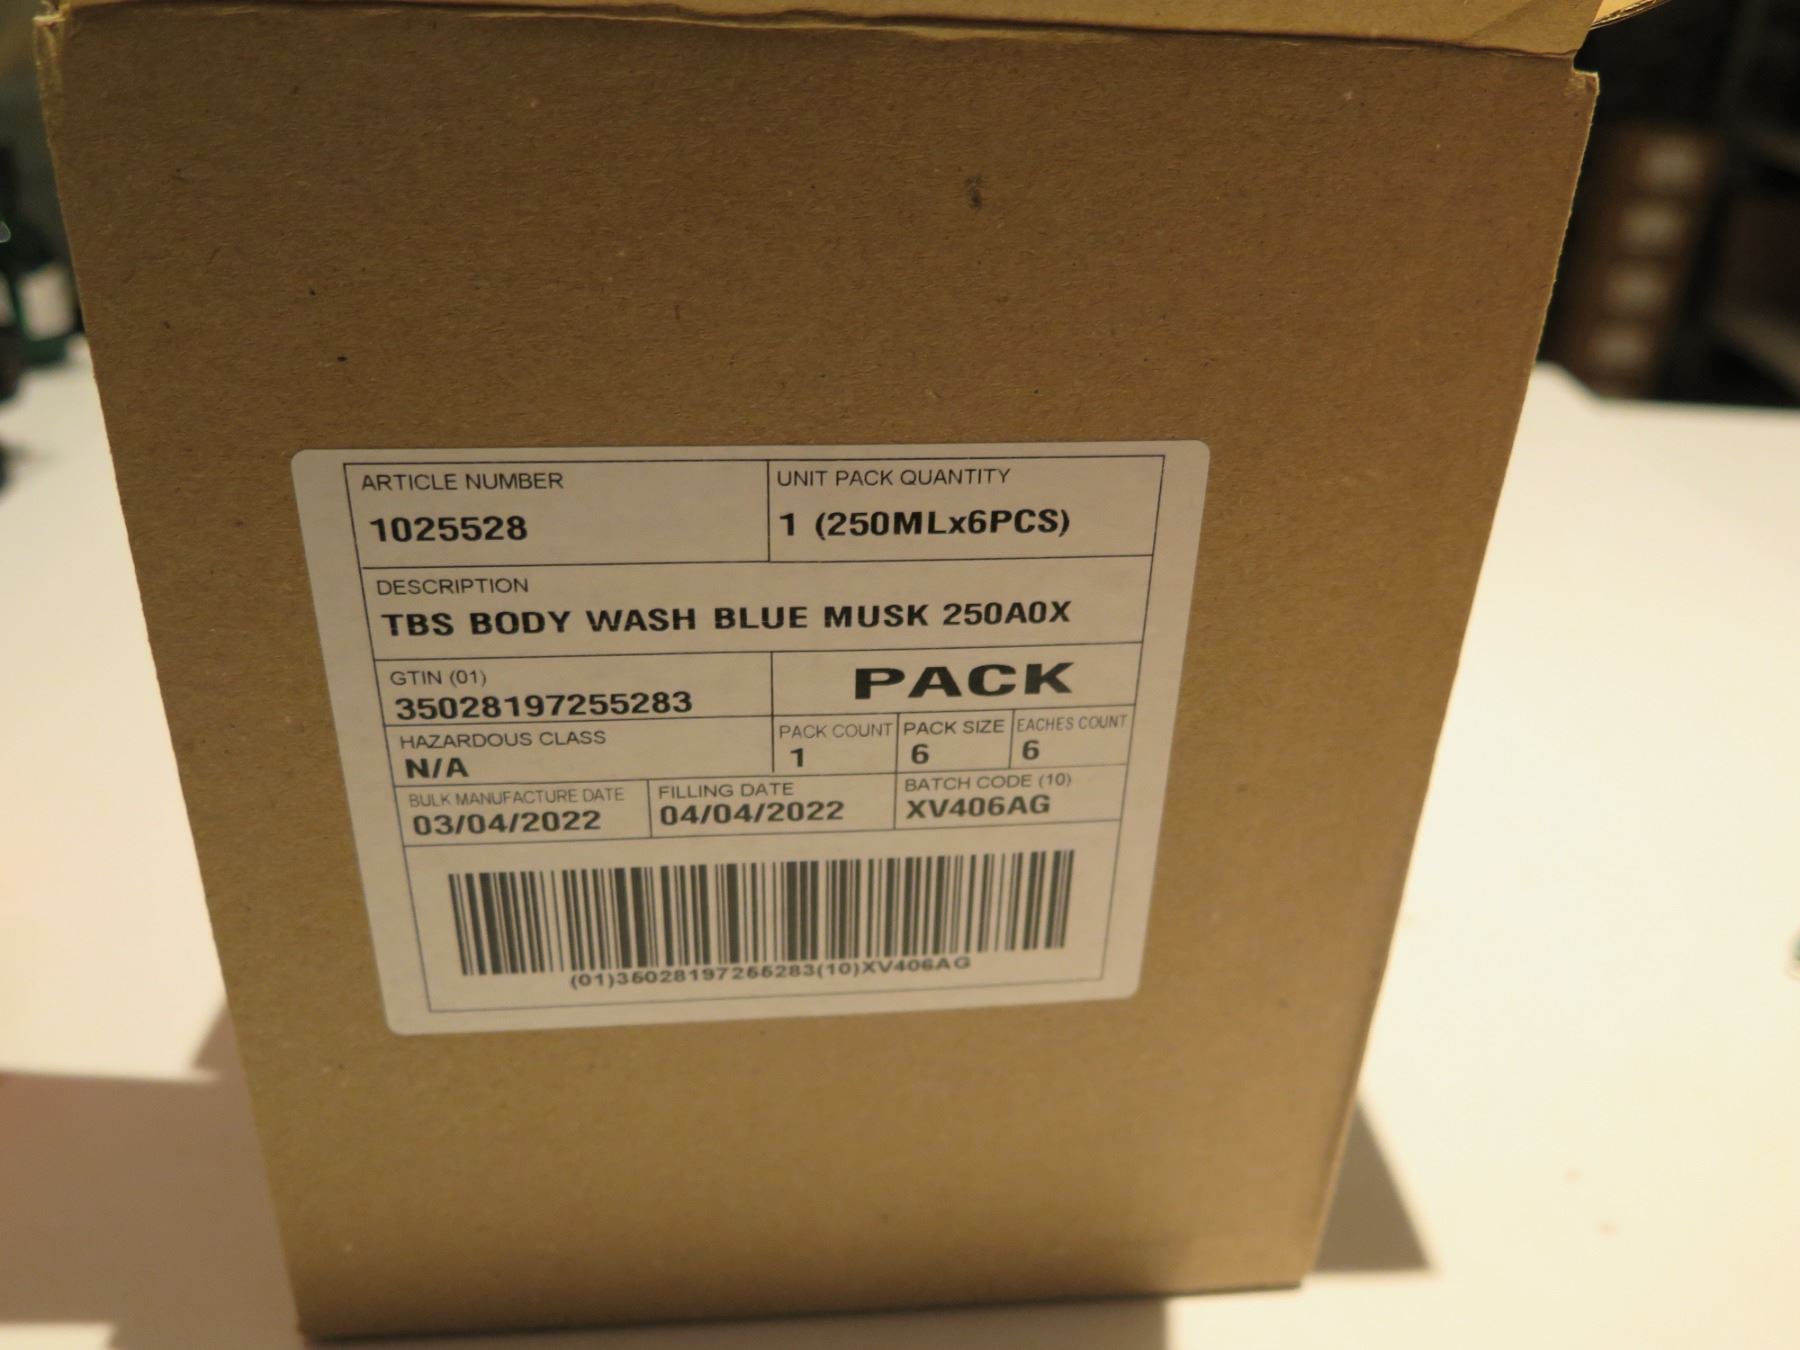 ARTICLE NUMBER
1025528
UNIT PACK QUANTITY
1 (250MLx6PCS)
DESCRIPTION
TBS BODY WASH BLUE MUSK 250A0X
GTIN (01)
35028197255283
PACK
HAZARDOUS CLASS
N/A
PACK COUNT
1
PACK SIZE
6
EACHES COUNT
6
BULK MANUFACTURE DATE
03/04/2022
FILLING DATE
04/04/2022
BATCH CODE (10)
XV406AG
(01)35028197255283(10)XV406AG